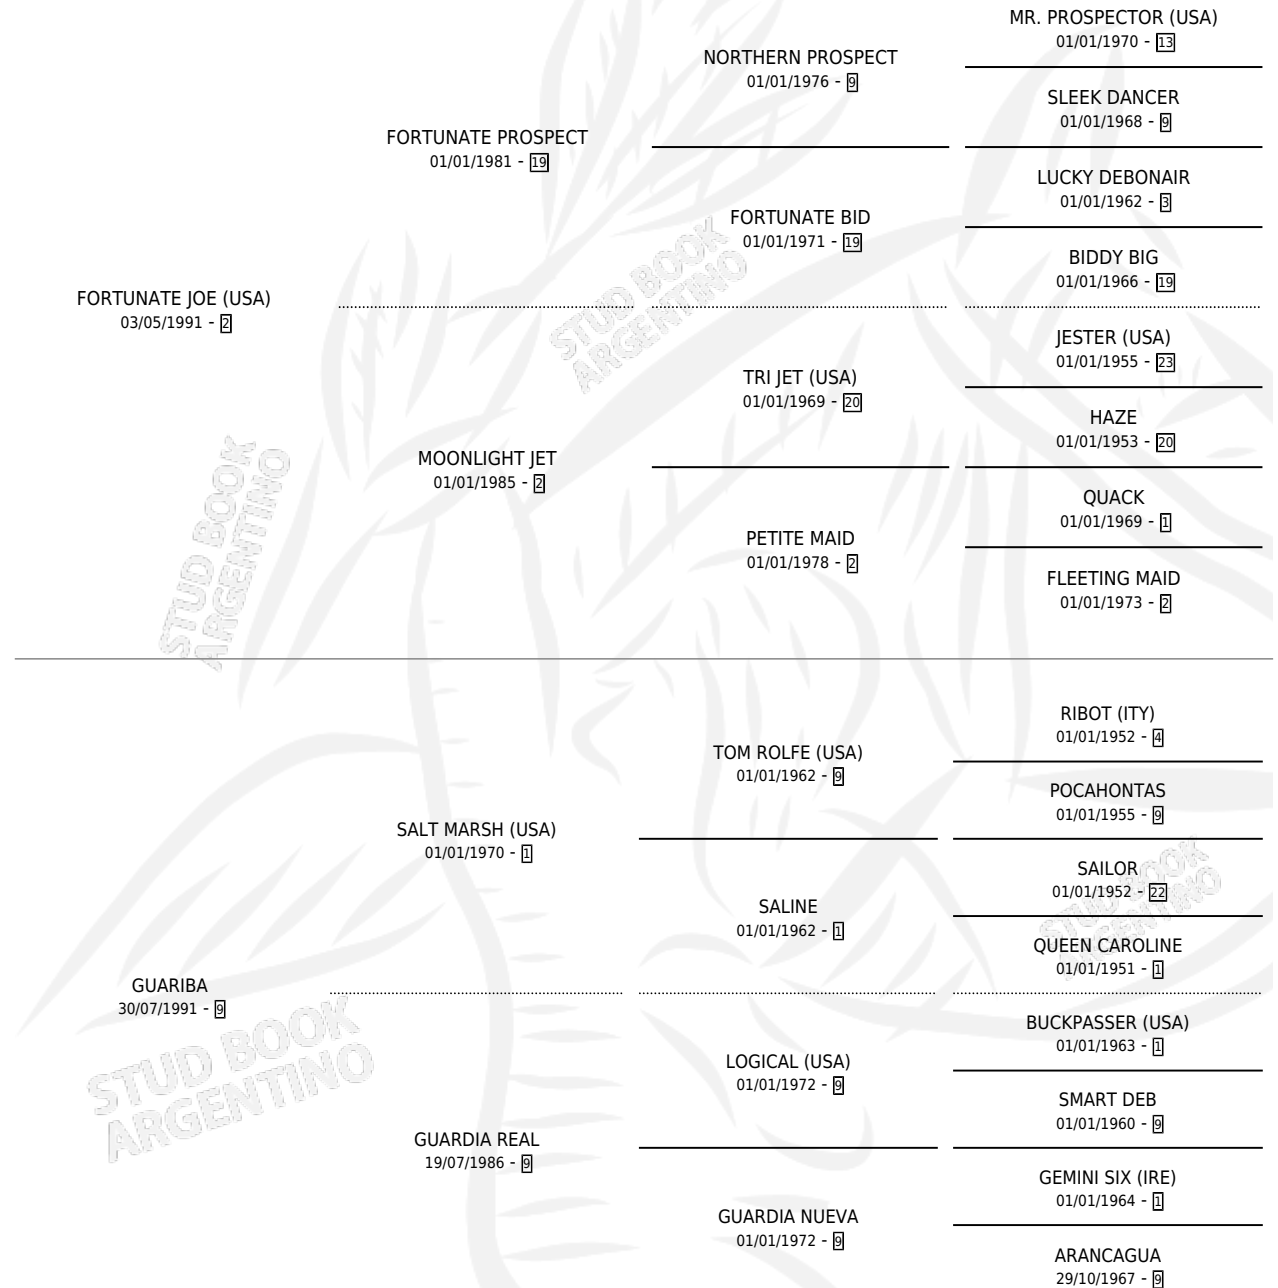 MR. PROSPECTOR (USA)
01/01/1970 - 13
NORTHERN PROSPECT
01/01/1976 - 9
SLEEK DANCER
01/01/1968 - 9
FORTUNATE PROSPECT
01/01/1981 - 19
LUCKY DEBONAIR
01/01/1962 - 3
FORTUNATE BID
01/01/1971 - 19
BIDDY BIG
01/01/1966 - 19
FORTUNATE JOE (USA)
03/05/1991 - 2
STUD BOOK
ARGENTINO
JESTER (USA)
01/01/1955 - 23
TRI JET (USA)
01/01/1969 - 20
HAZE
01/01/1953 - 20
MOONLIGHT JET
01/01/1985 - 2
QUACK
01/01/1969 - 1
PETITE MAID
01/01/1978 - 2
FLEETING MAID
01/01/1973 - 2
STUD BOOK
ARGENTINO
RIBOT (ITY)
01/01/1952 - 4
TOM ROLFE (USA)
01/01/1962 - 9
POCAHONTAS
01/01/1955 - 9
SALT MARSH (USA)
01/01/1970 - 1
SAILOR
01/01/1952 - 22
SALINE
01/01/1962 - 1
STUD BOOK
ARGENTINO
QUEEN CAROLINE
01/01/1951 - 1
GUARIBA
30/07/1991 - 9
BUCKPASSER (USA)
01/01/1963 - 1
LOGICAL (USA)
01/01/1972 - 9
STUD BOOK
ARGENTINO
SMART DEB
01/01/1960 - 9
GUARDIA REAL
19/07/1986 - 9
GEMINI SIX (IRE)
01/01/1964 - 1
GUARDIA NUEVA
01/01/1972 - 9
ARANCAGUA
29/10/1967 - 9